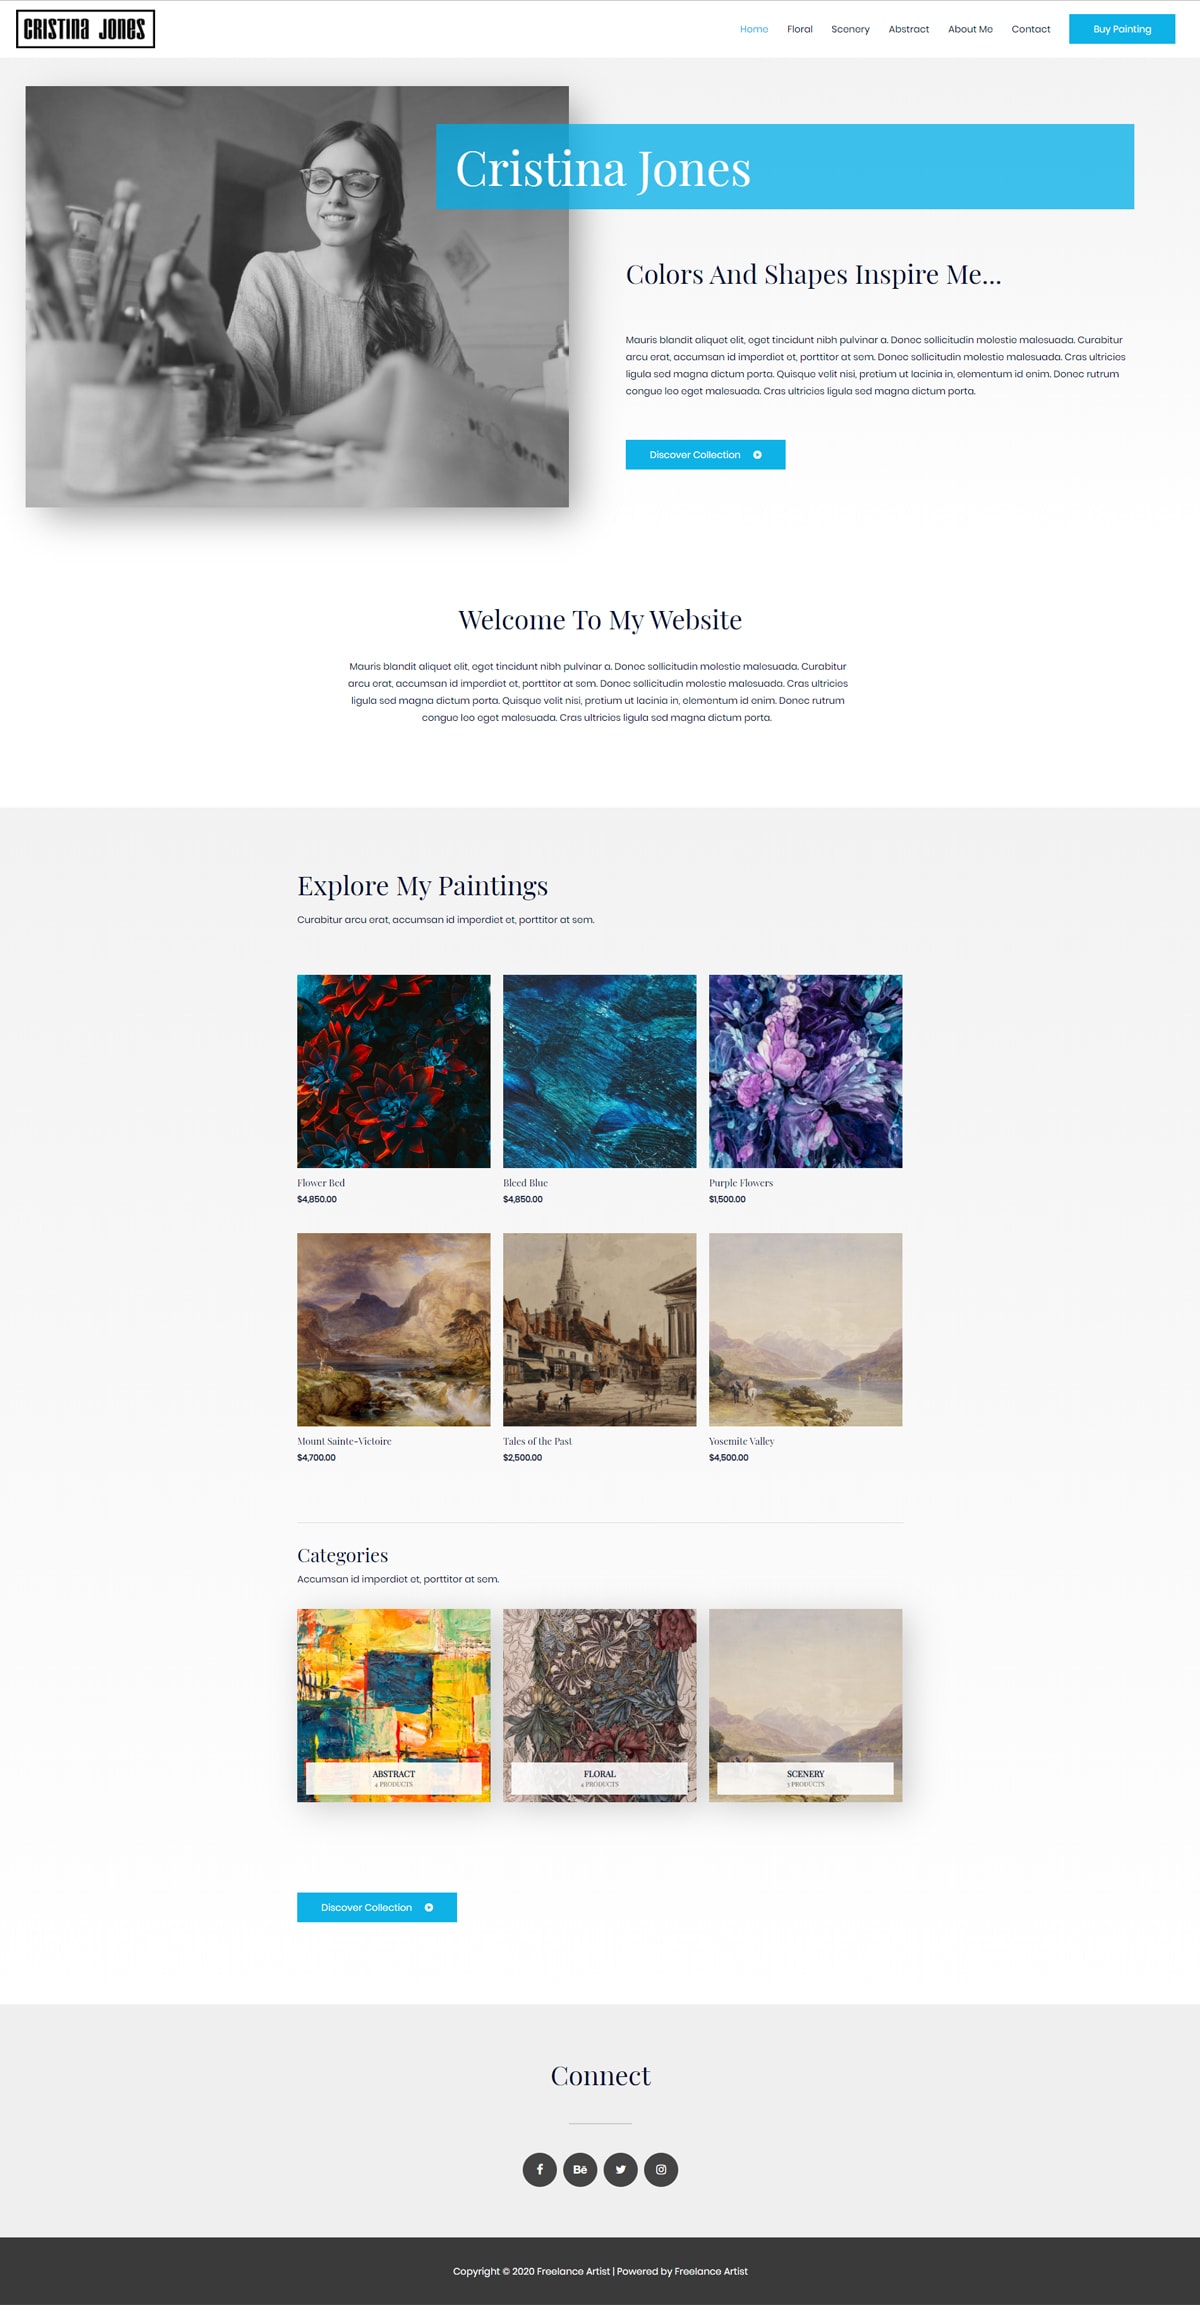 CRISTINA JONES
Home Floral Scenery Abstract About Me Contact Buy Painting
Cristina Jones
Colors And Shapes Inspire Me...
Mauris blandit aliquet elit, eget tincidunt nibh pulvinar a. Donec sollicitudin molestie malesuada. Curabitur
arcu erat, accumsan id imperdiet et, porttitor at sem. Donec sollicitudin molestie malesuada. Cras ultricies
ligula sed magna dictum porta. Quisque velit nisi, pretium ut lacinia in, elementum id enim. Donec rutrum
congue leo eget malesuada. Cras ultricies ligula sed magna dictum porta.
Discover Collection
Welcome To My Website
Mauris blandit aliquet elit, eget tincidunt nibh pulvinar a. Donec sollicitudin molestie malesuada. Curabitur
arcu erat, accumsan id imperdiet et, porttitor at sem. Donec sollicitudin molestie malesuada. Cras ultricies
ligula sed magna dictum porta. Quisque velit nisi, pretium ut lacinia in, elementum id enim. Donec rutrum
congue leo eget malesuada. Cras ultricies ligula sed magna dictum porta.
Explore My Paintings
Curabitur arcu erat, accumsan id imperdiet et, porttitor at sem.
Flower Bed
$4,850.00
Bleed Blue
$4,850.00
Purple Flowers
$1,500.00
Mount Sainte-Victoire
$4,700.00
Tales of the Past
$2,500.00
Yosemite Valley
$4,500.00
Categories
Accumsan id imperdiet et, porttitor at sem.
ABSTRACT
4 PRODUCTS
FLORAL
4 PRODUCTS
SCENERY
3 PRODUCTS
Discover Collection
Connect
Bē
Copyright © 2020 Freelance Artist | Powered by Freelance Artist